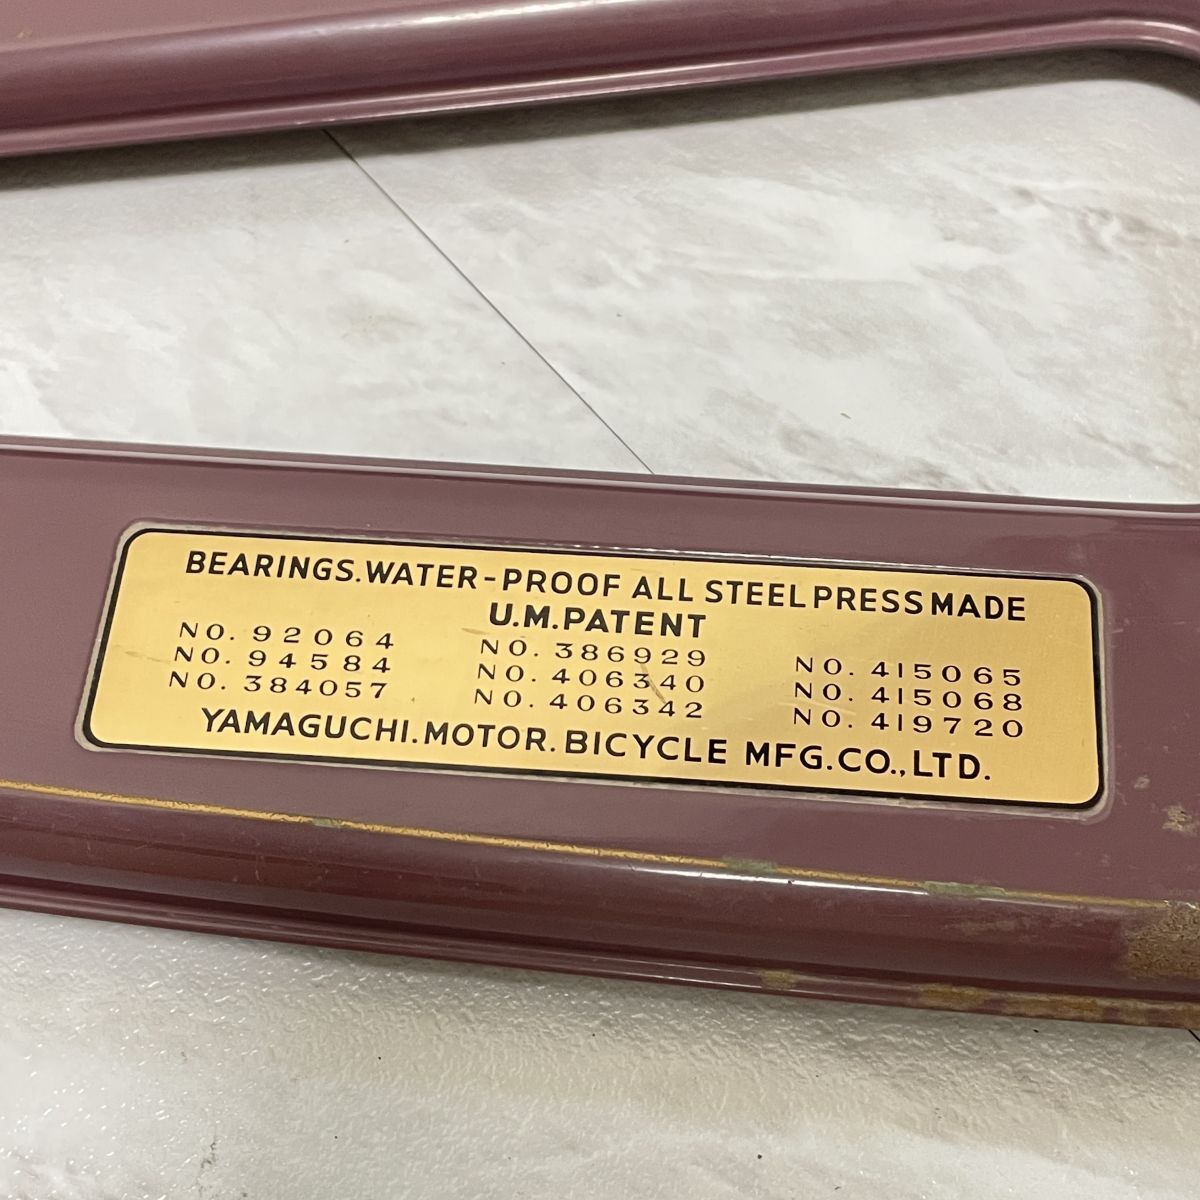 BEARINGS.WATER-PROOF ALL STEEL PRESS MADE
U.M.PATENT
NO. 92064 NO. 386929 NO. 415065
NO. 94584 NO. 406340 NO. 415068
NO. 384057 NO. 406342 NO. 419720
YAMAGUCHI.MOTOR.BICYCLE MFG.CO.,LTD.